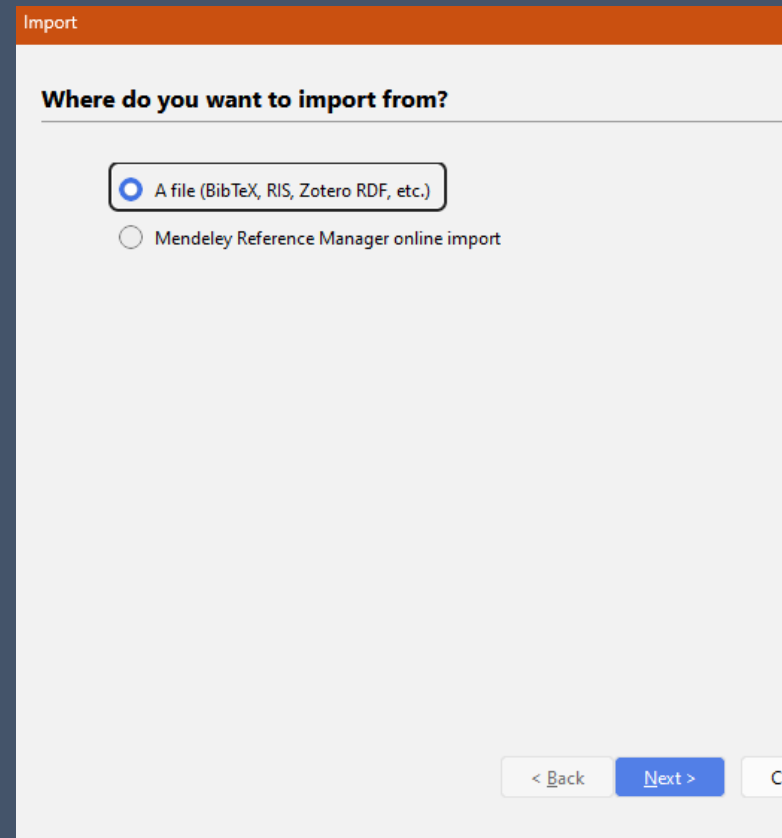 Import
Where do you want to import from?
A file (BibTeX, RIS, Zotero RDF, etc.)
Mendeley Reference Manager online import
< Back
Next >